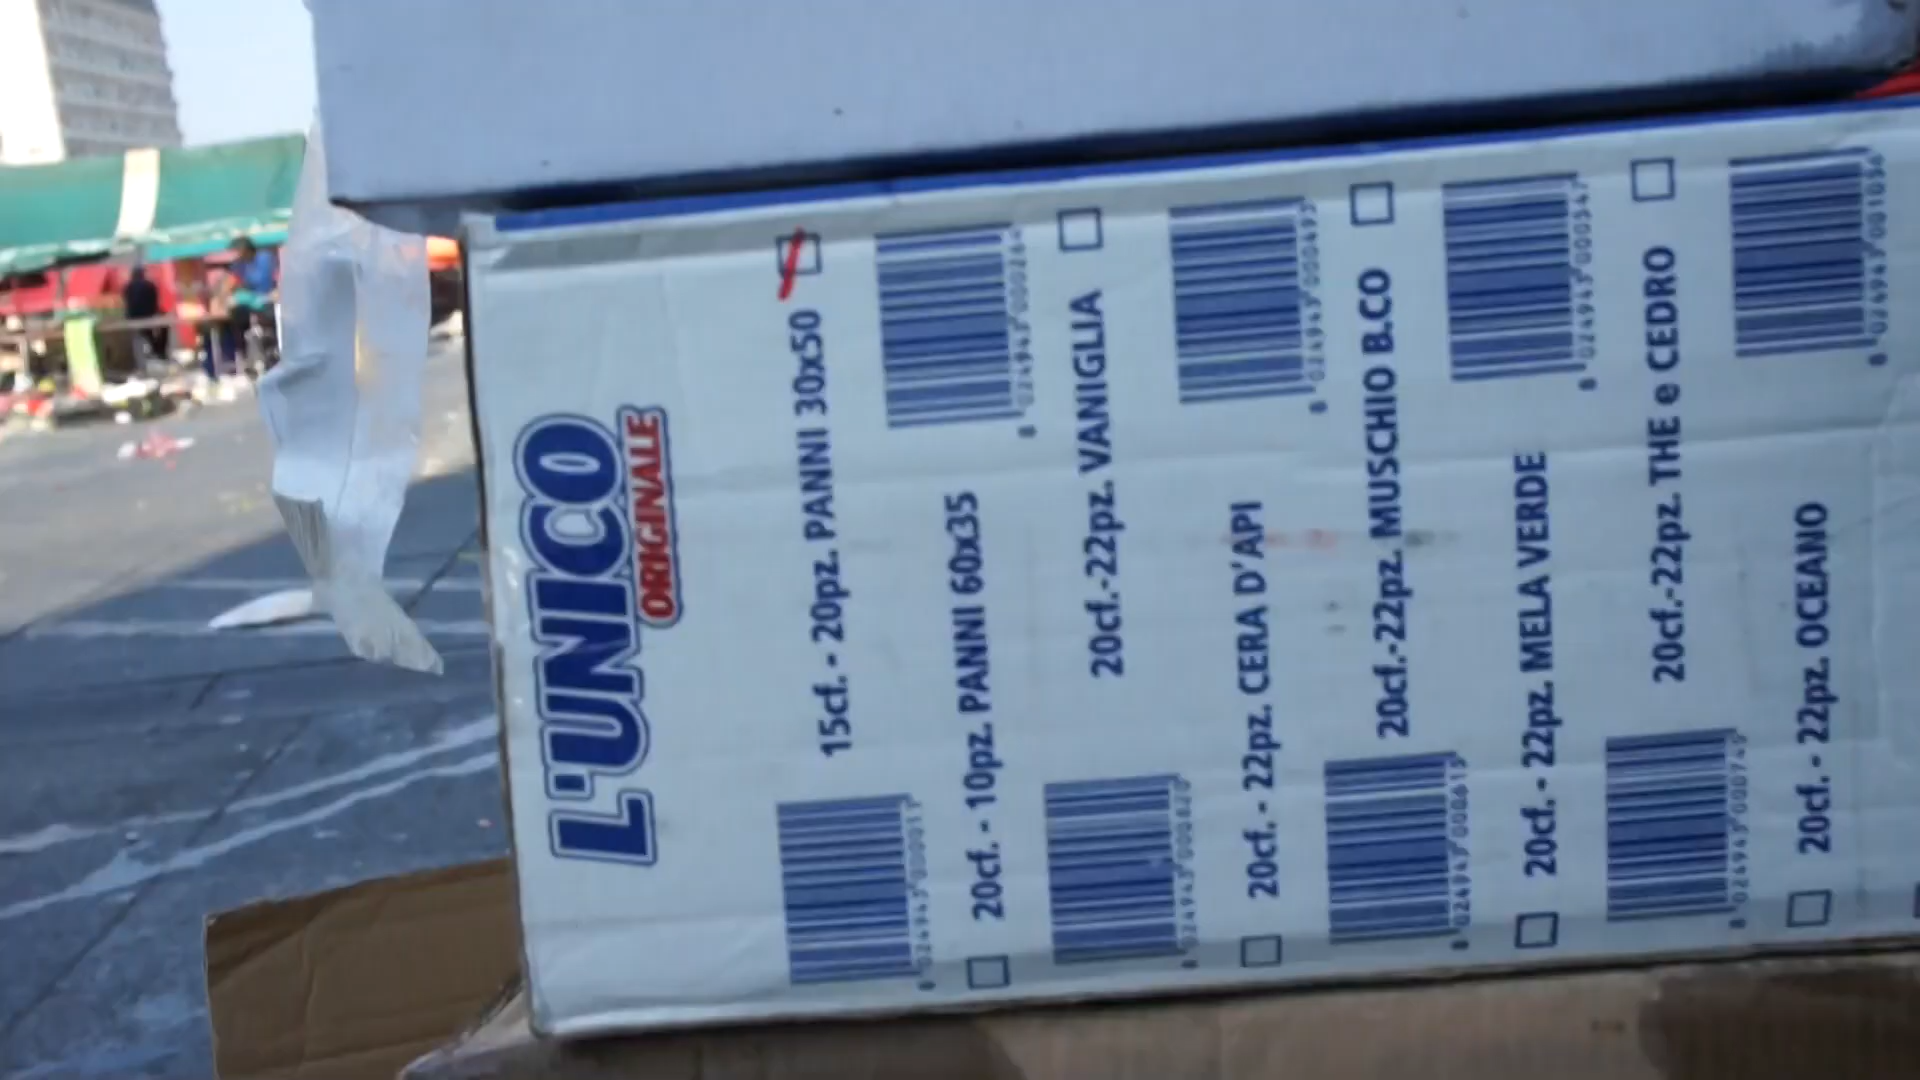 L'UNICO
ORIGINALE
15cf. - 20pz. PANNI 30x50
20cf. - 10pz. PANNI 60x35
20cf.-22pz. VANIGLIA
20cf. - 22pz. CERA D'API
20cf.-22pz. MUSCHIO B.CO
20cf. - 22pz. MELA VERDE
20cf.-22pz. THE e CEDRO
20cf. - 22pz. OCEANO